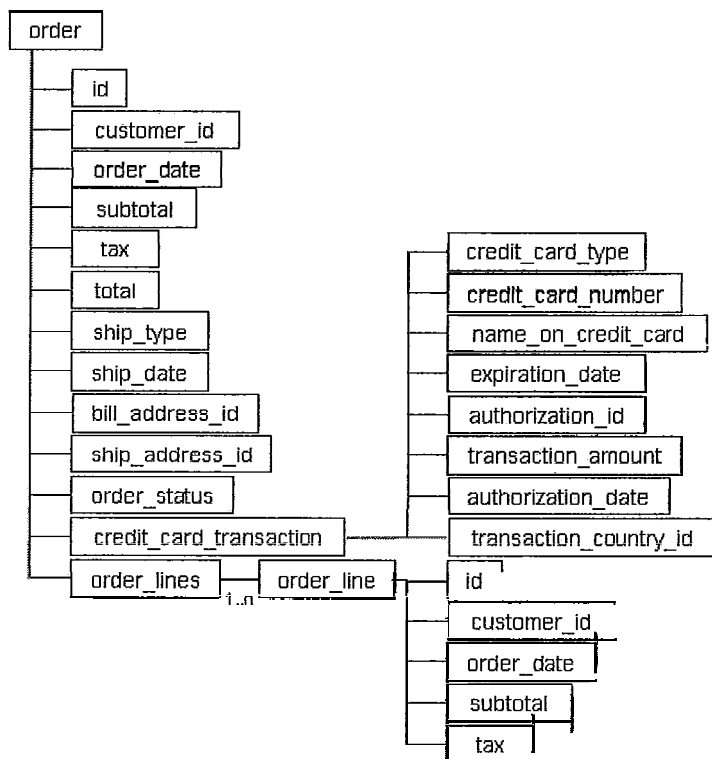 order
id
customer_id
order_date
subtotal
tax
total
ship_type
ship_date
bill_address_id
ship_address_id
order_status
credit_card_transaction
order_lines
order_line
credit_card_type
credit_card_number
name_on_credit_card
expiration_date
authorization_id
transaction_amount
authorization_date
transaction_country_id
id
customer_id
order_date
subtotal
tax